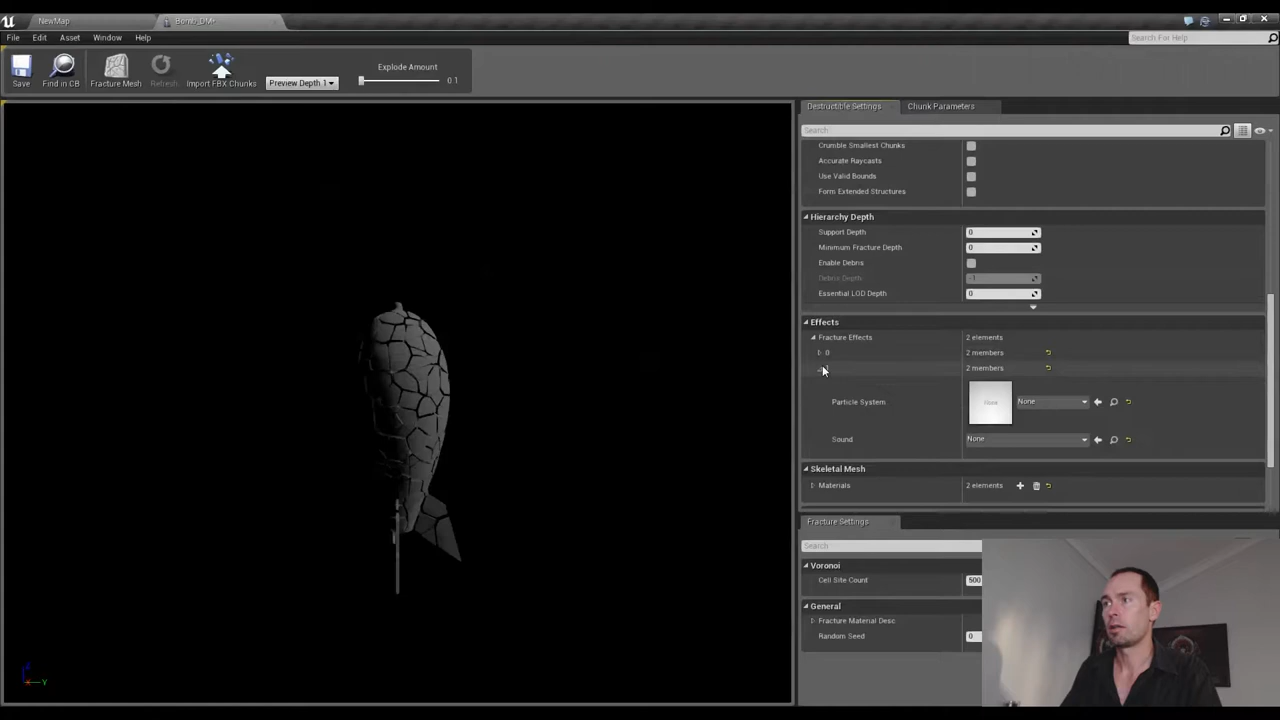 NewMap
Bomb_DM*
File Edit Asset Window Help
Search For Help
Save Find in CB Fracture Mesh Refresh Import FBX Chunks Preview Depth 1 Explode Amount 0.1
Destructible Settings Chunk Parameters
Search
Crumble Smallest Chunks
Accurate Raycasts
Use Valid Bounds
Form Extended Structures
Hierarchy Depth
Support Depth 0
Minimum Fracture Depth 0
Enable Debris
Debris Depth -1
Essential LOD Depth 0
Effects
Fracture Effects 2 elements
0 2 members
2 members
Particle System None None
Sound None
Skeletal Mesh
Materials 2 elements
Fracture Settings
Search
Voronoi
Cell Site Count 500
General
Fracture Material Desc
Random Seed 0
Y